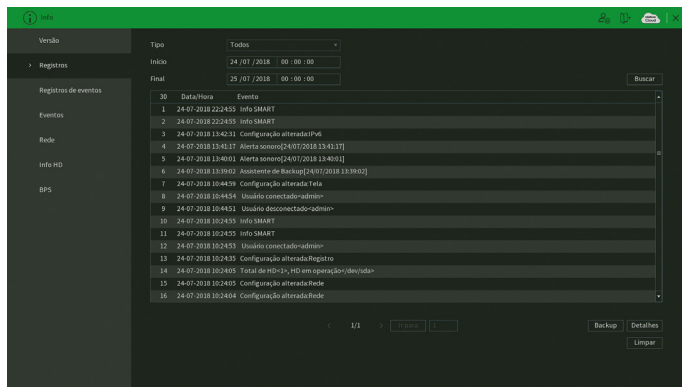 Info
Versão
Registros
Registros de eventos
Eventos
Rede
Info HD
BPS
Tipo Todos
Início 24 /07 /2018 00 : 00 : 00
Final 25 /07 /2018 00 : 00 : 00
Buscar
30 Data/Hora Evento
1 24-07-2018 22:24:55 Info SMART
2 24-07-2018 22:24:55 Info SMART
3 24-07-2018 13:42:31 Configuração alterada:IPv6
4 24-07-2018 13:41:17 Alerta sonoro[24/07/2018 13:41:17]
5 24-07-2018 13:40:01 Alerta sonoro[24/07/2018 13:40:01]
6 24-07-2018 13:39:02 Assistente de Backup[24/07/2018 13:39:02]
7 24-07-2018 10:44:59 Configuração alterada:Tela
8 24-07-2018 10:44:54 Usuário conectado<admin>
9 24-07-2018 10:44:51 Usuário desconectado<admin>
10 24-07-2018 10:24:55 Info SMART
11 24-07-2018 10:24:55 Info SMART
12 24-07-2018 10:24:53 Usuário conectado<admin>
13 24-07-2018 10:24:35 Configuração alterada:Registro
14 24-07-2018 10:24:05 Total de HD<1>, HD em operação</dev/sda>
15 24-07-2018 10:24:05 Configuração alterada:Rede
16 24-07-2018 10:24:04 Configuração alterada:Rede
< 1/1 > 1
Backup Detalhes
Limpar